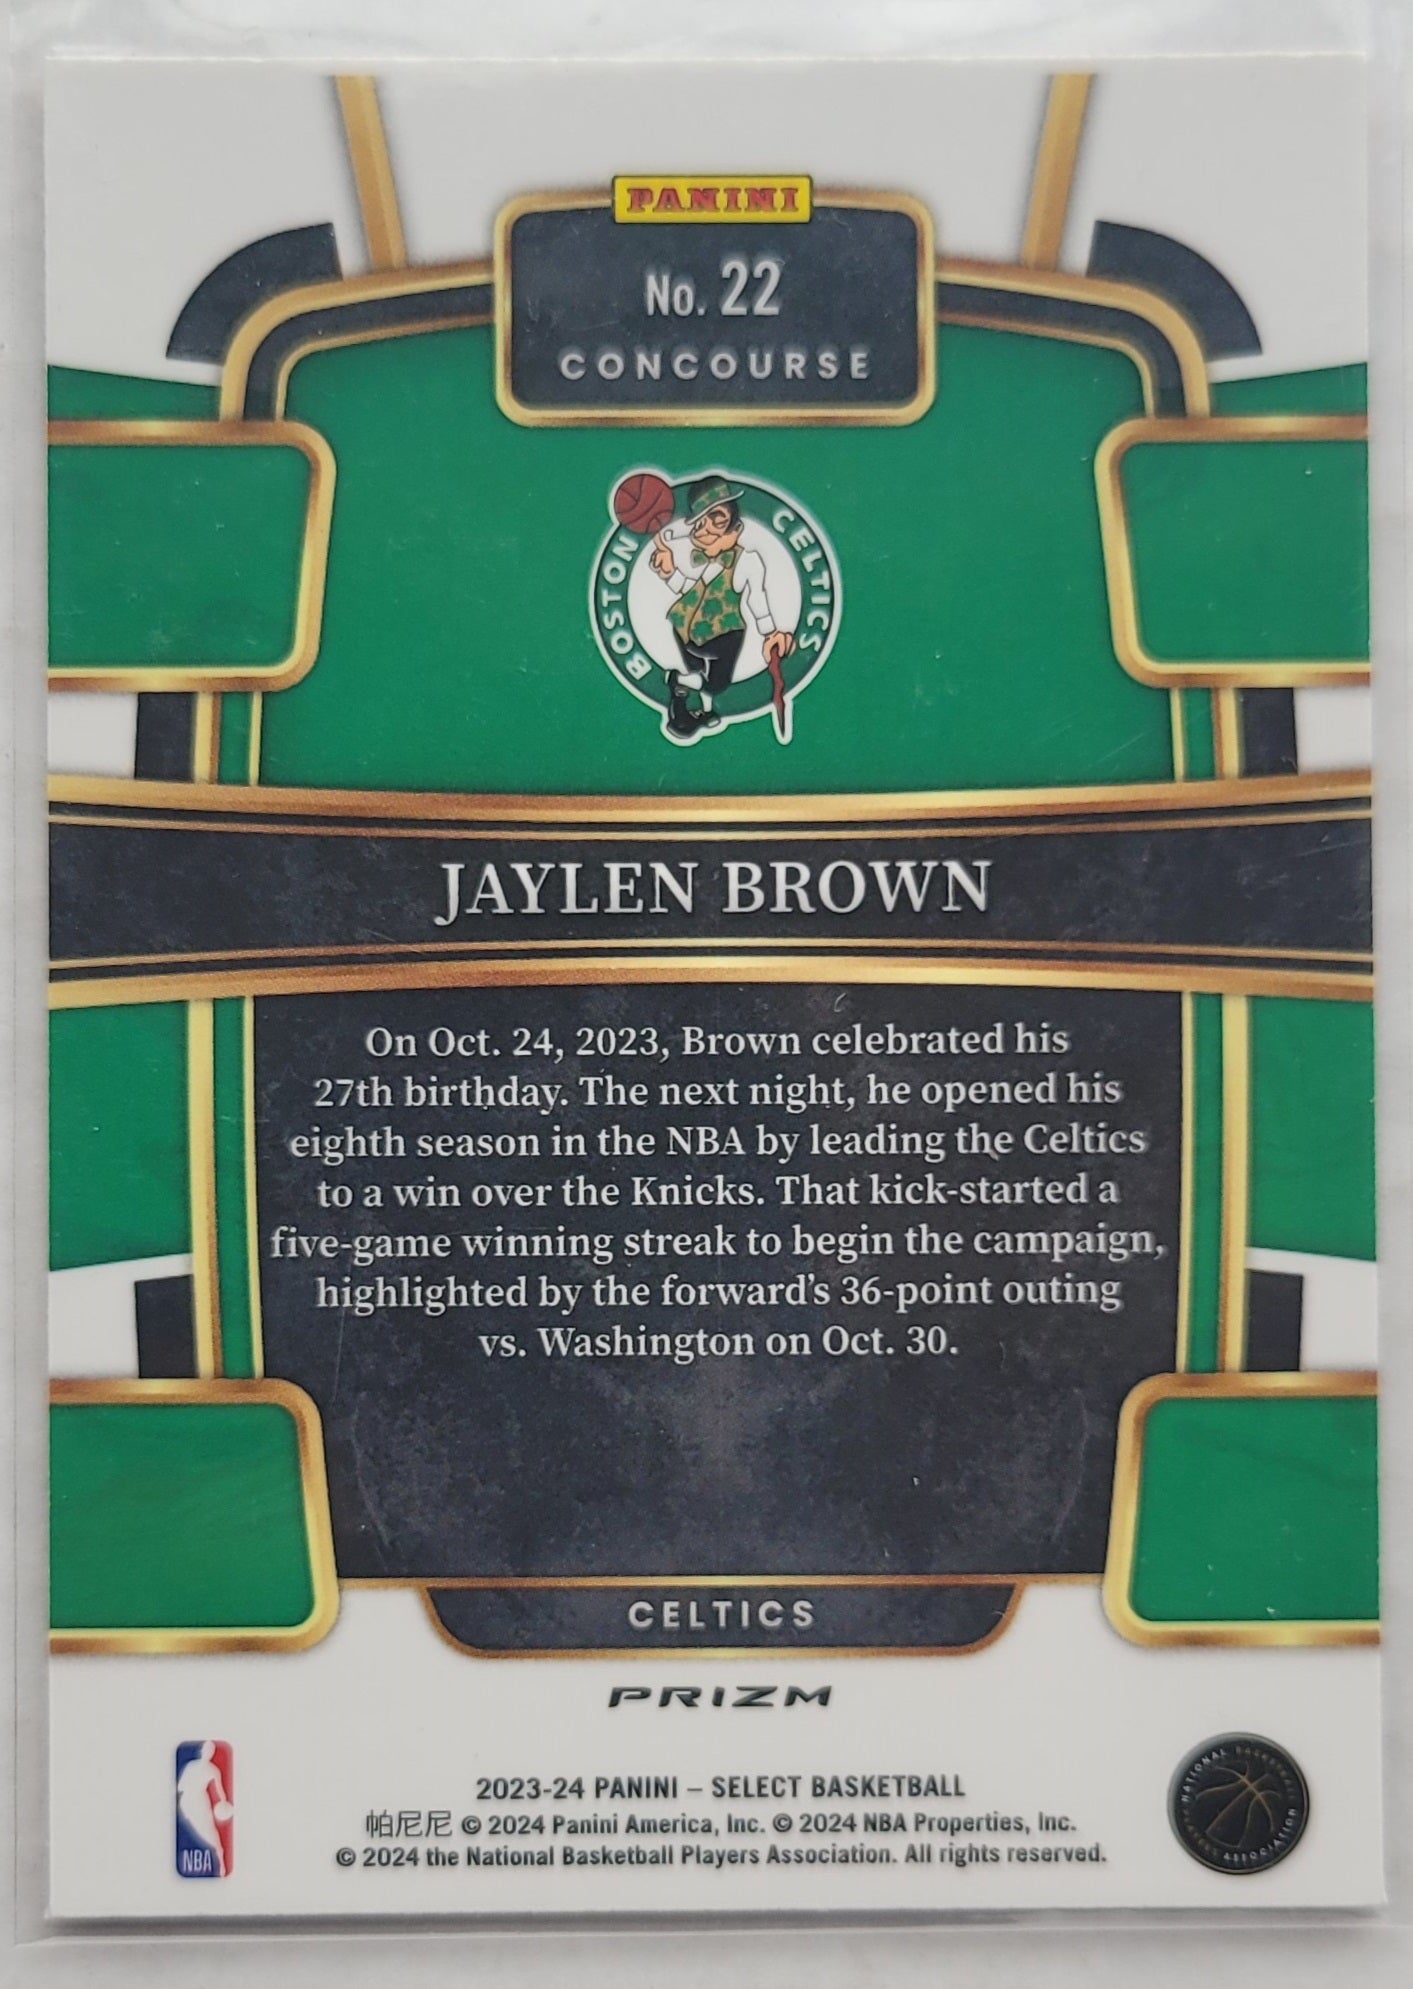 PANINI
No. 22
CONCOURSE
BOSTON CELTICS
JAYLEN BROWN
On Oct. 24, 2023, Brown celebrated his
27th birthday. The next night, he opened his
eighth season in the NBA by leading the Celtics
to a win over the Knicks. That kick-started a
five-game winning streak to begin the campaign,
highlighted by the forward's 36-point outing
vs. Washington on Oct. 30.
CELTICS
PRIZM
NBA
NATIONAL BASKETBALL PLAYERS ASSOCIATION
2023-24 PANINI – SELECT BASKETBALL
帕尼尼 © 2024 Panini America, Inc. © 2024 NBA Properties, Inc.
© 2024 the National Basketball Players Association. All rights reserved.